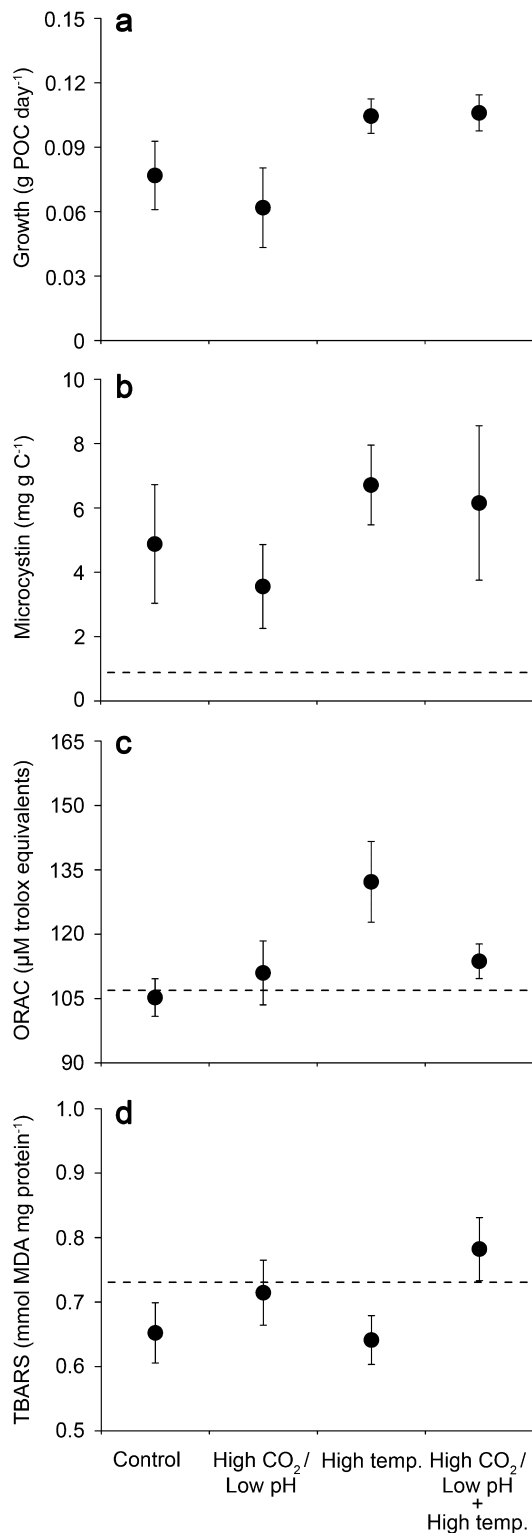 a
Growth (g POC day⁻¹)
0.15
0.12
0.09
0.06
0.03
0
b
Microcystin (mg g C⁻¹)
10
8
6
4
2
0
c
ORAC (µM trolox equivalents)
165
150
135
120
105
90
d
TBARS (mmol MDA mg protein⁻¹)
1.0
0.9
0.8
0.7
0.6
0.5
Control
High CO₂/
Low pH
High temp.
High CO₂/
Low pH
+
High temp.